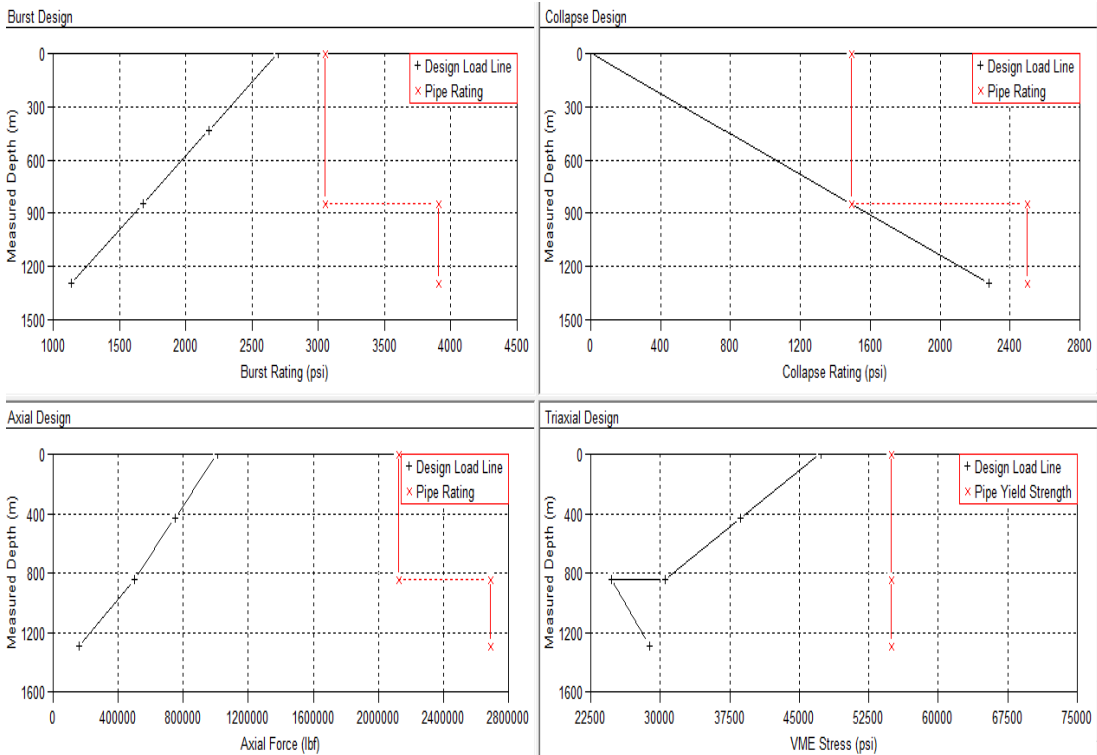 Burst Design
0
300
600
900
1200
1500
Measured Depth (m)
Design Load Line
Pipe Rating
1000 1500 2000 2500 3000 3500 4000 4500
Burst Rating (psi)
Collapse Design
0
300
600
900
1200
1500
Measured Depth (m)
Design Load Line
Pipe Rating
0 400 800 1200 1600 2000 2400 2800
Collapse Rating (psi)
Axial Design
0
400
800
1200
1600
Measured Depth (m)
Design Load Line
Pipe Rating
0 400000 800000 1200000 1600000 2000000 2400000 2800000
Axial Force (lbf)
Triaxial Design
0
400
800
1200
1600
Measured Depth (m)
Design Load Line
Pipe Yield Strength
22500 30000 37500 45000 52500 60000 67500 75000
VME Stress (psi)